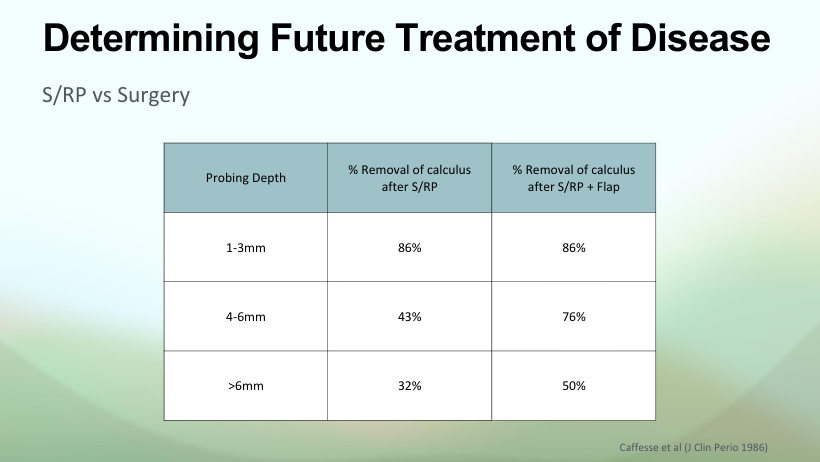 Determining Future Treatment of Disease
S/RP vs Surgery
Probing Depth
% Removal of calculus
after S/RP
% Removal of calculus
after S/RP + Flap
1-3mm
86%
86%
4-6mm
43%
76%
>6mm
32%
50%
Caffesse et al (J Clin Perio 1986)